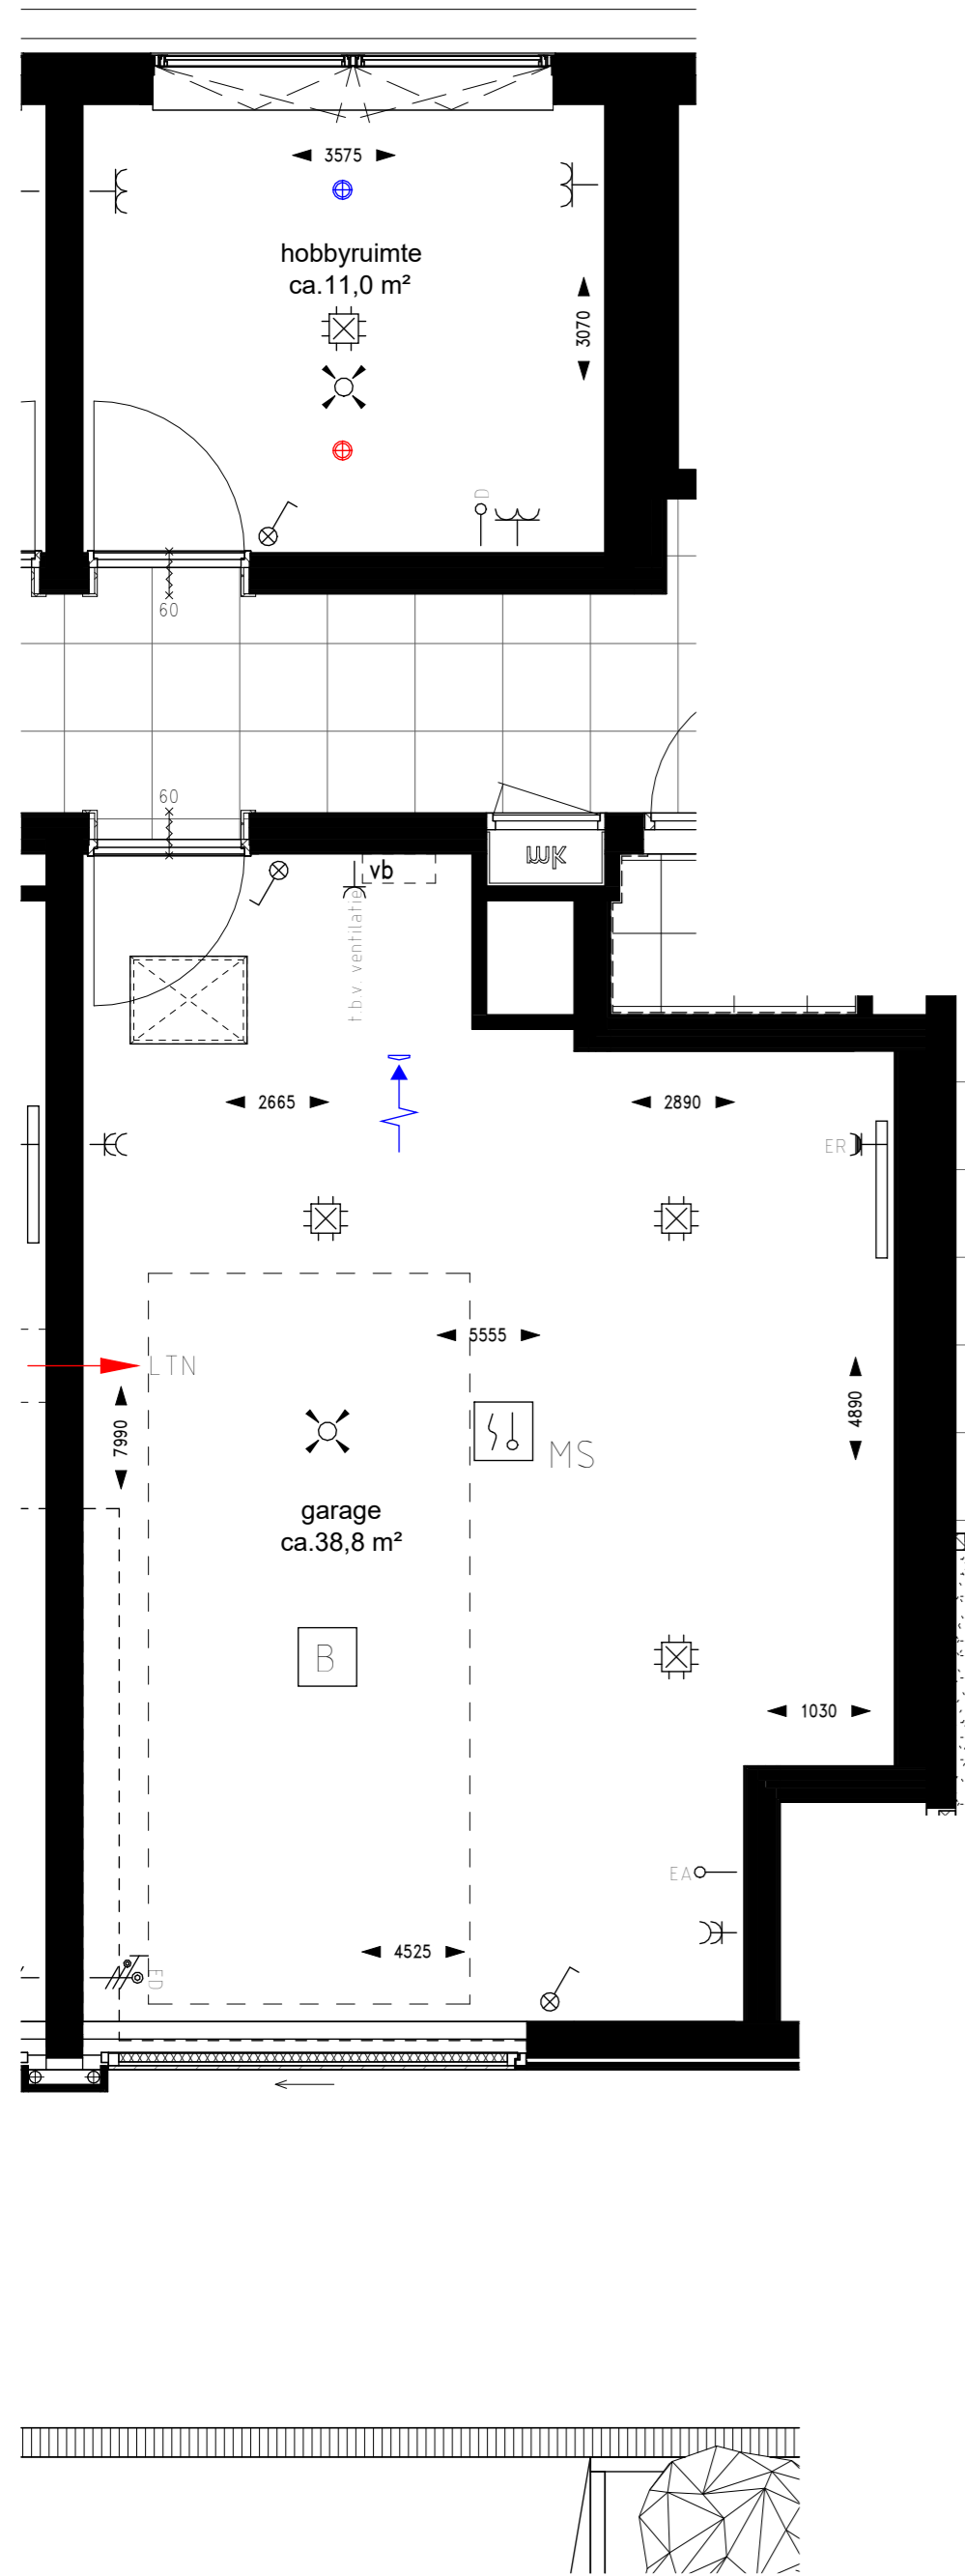 3575
hobbyruimte
ca.11,0 m²
3070
D
60
60
MK
vb
t.b.v. ventilatie
2665
2890
ER
5555
LTN
7990
4890
MS
garage
ca.38,8 m²
B
1030
EA
4525
ED